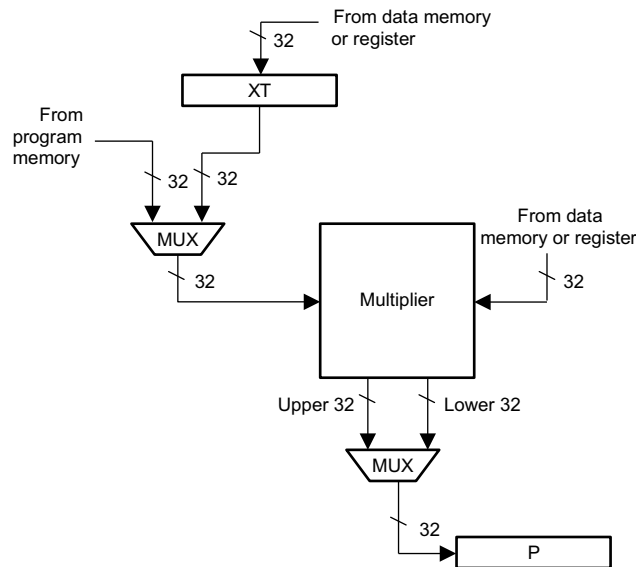 From data memory
or register
32
XT
From
program
memory
32
32
MUX
From data
memory or register
32
32
Multiplier
Upper 32
Lower 32
MUX
32
P